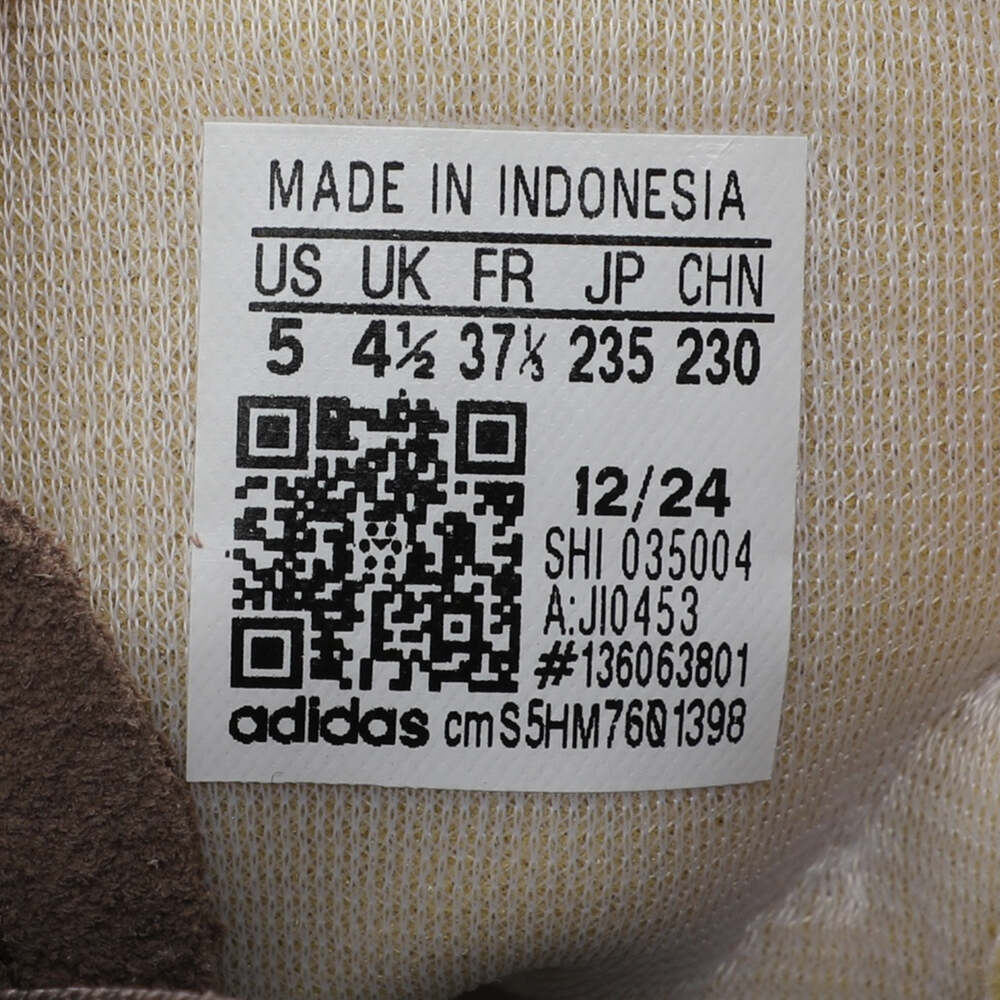 MADE IN INDONESIA
US UK FR JP CHN
5 4½ 37⅓ 235 230
12/24
SHI 035004
A:JI0453
#136063801
adidas cmS5HM76Q1398